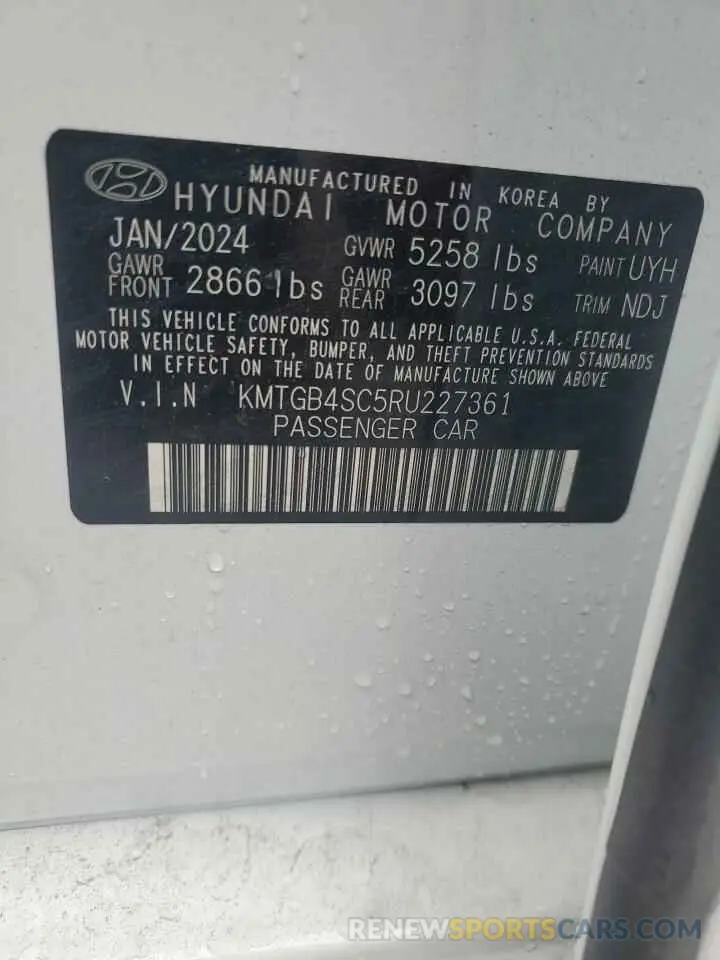 MANUFACTURED IN KOREA BY
HYUNDAI MOTOR COMPANY
JAN/2024 GVWR 5258 lbs PAINT UYH
GAWR FRONT 2866 lbs GAWR REAR 3097 lbs TRIM NDJ
THIS VEHICLE CONFORMS TO ALL APPLICABLE U.S.A. FEDERAL
MOTOR VEHICLE SAFETY, BUMPER, AND THEFT PREVENTION STANDARDS
IN EFFECT ON THE DATE OF MANUFACTURE SHOWN ABOVE
V.I.N KMTGB4SC5RU227361
PASSENGER CAR
RENEWSPORTSCAR.COM